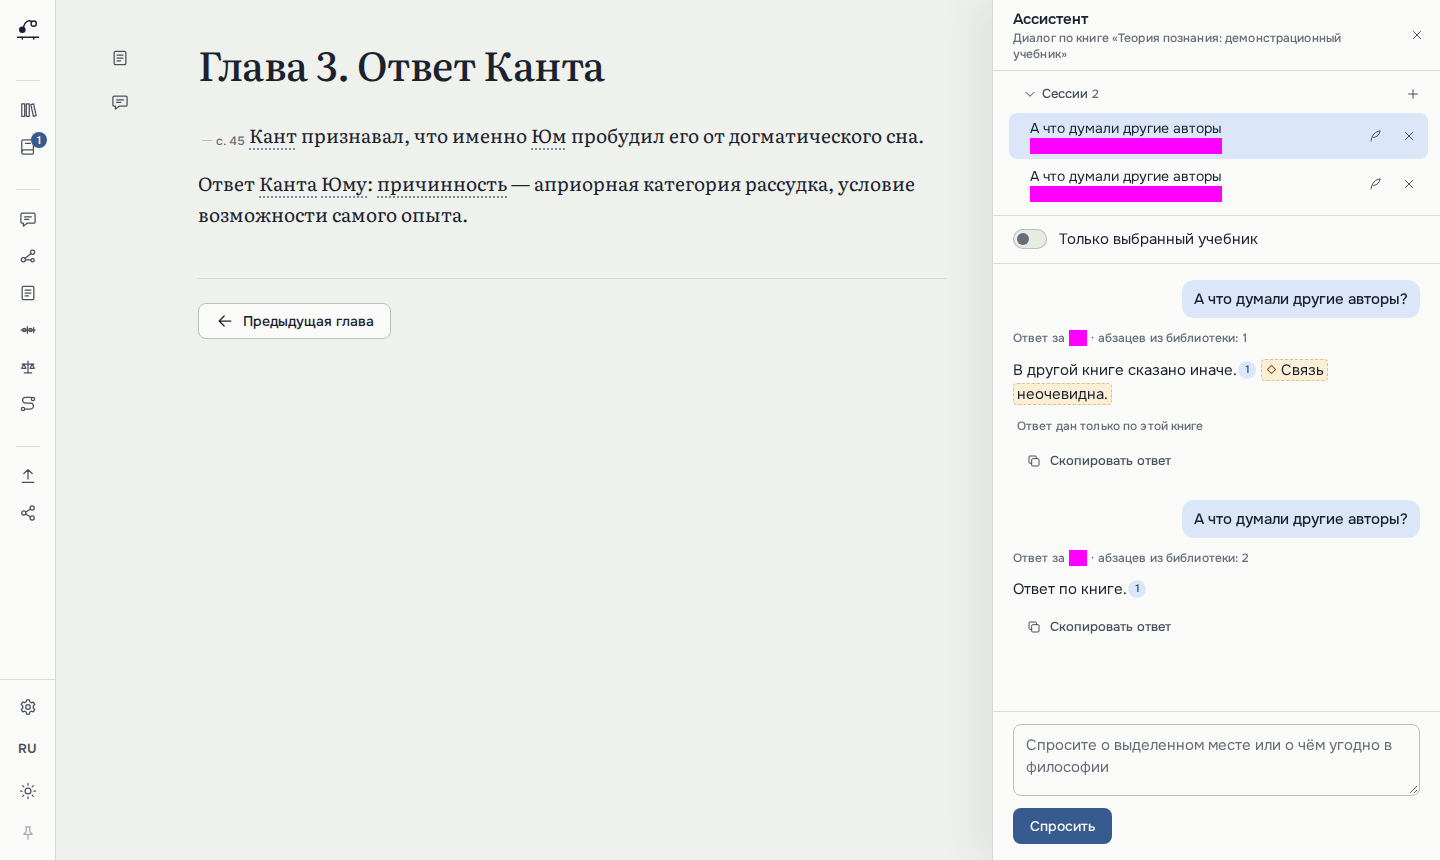 1
RU
Глава 3. Ответ Канта
с. 45 Кант признавал, что именно Юм пробудил его от догматического сна.
Ответ Канта Юму: причинность — априорная категория рассудка, условие
возможности самого опыта.
Предыдущая глава
Ассистент
Диалог по книге «Теория познания: демонстрационный
учебник»
Сессии 2
А что думали другие авторы
А что думали другие авторы
Только выбранный учебник
А что думали другие авторы?
Ответ за · абзацев из библиотеки: 1
В другой книге сказано иначе. 1 Связь
неочевидна.
Ответ дан только по этой книге
Скопировать ответ
А что думали другие авторы?
Ответ за · абзацев из библиотеки: 2
Ответ по книге. 1
Скопировать ответ
Спросите о выделенном месте или о чём угодно в
философии
Спросить